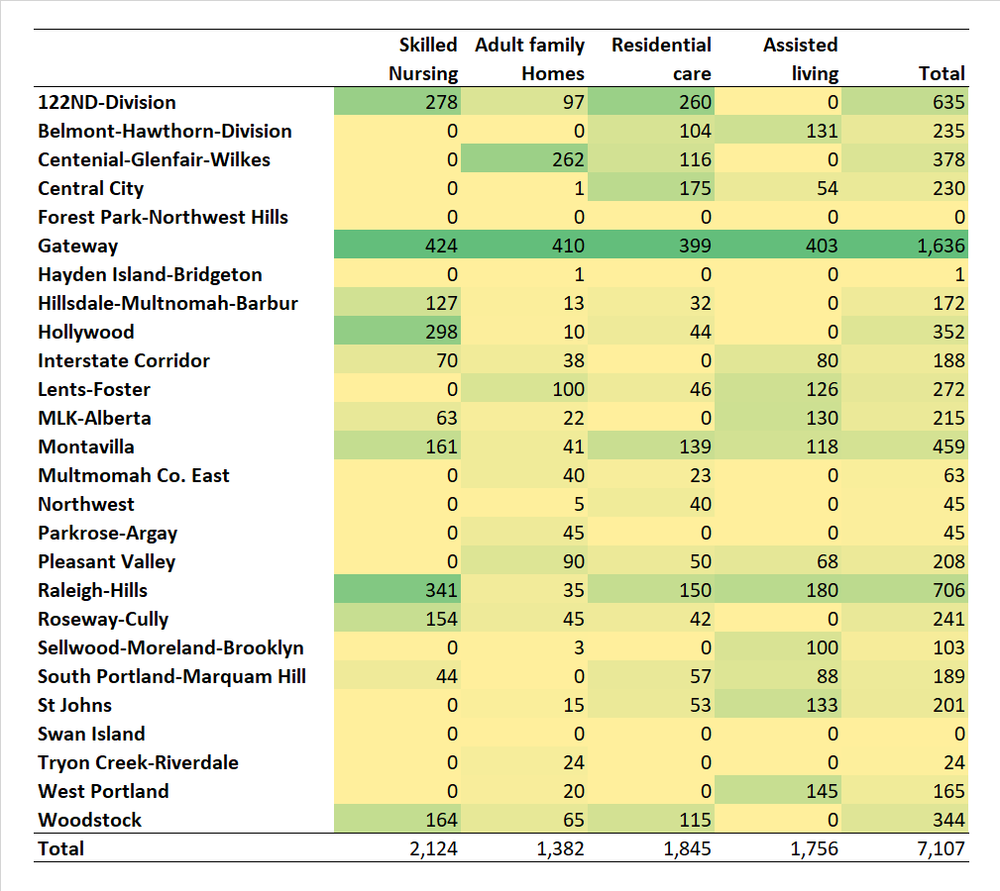 Skilled Adult family Residential Assisted
Nursing Homes care living Total
122ND-Division 278 97 260 0 635
Belmont-Hawthorn-Division 0 0 104 131 235
Centenial-Glenfair-Wilkes 0 262 116 0 378
Central City 0 1 175 54 230
Forest Park-Northwest Hills 0 0 0 0 0
Gateway 424 410 399 403 1,636
Hayden Island-Bridgeton 0 1 0 0 1
Hillsdale-Multnomah-Barbur 127 13 32 0 172
Hollywood 298 10 44 0 352
Interstate Corridor 70 38 0 80 188
Lents-Foster 0 100 46 126 272
MLK-Alberta 63 22 0 130 215
Montavilla 161 41 139 118 459
Multmomah Co. East 0 40 23 0 63
Northwest 0 5 40 0 45
Parkrose-Argay 0 45 0 0 45
Pleasant Valley 0 90 50 68 208
Raleigh-Hills 341 35 150 180 706
Roseway-Cully 154 45 42 0 241
Sellwood-Moreland-Brooklyn 0 3 0 100 103
South Portland-Marquam Hill 44 0 57 88 189
St Johns 0 15 53 133 201
Swan Island 0 0 0 0 0
Tryon Creek-Riverdale 0 24 0 0 24
West Portland 0 20 0 145 165
Woodstock 164 65 115 0 344
Total 2,124 1,382 1,845 1,756 7,107